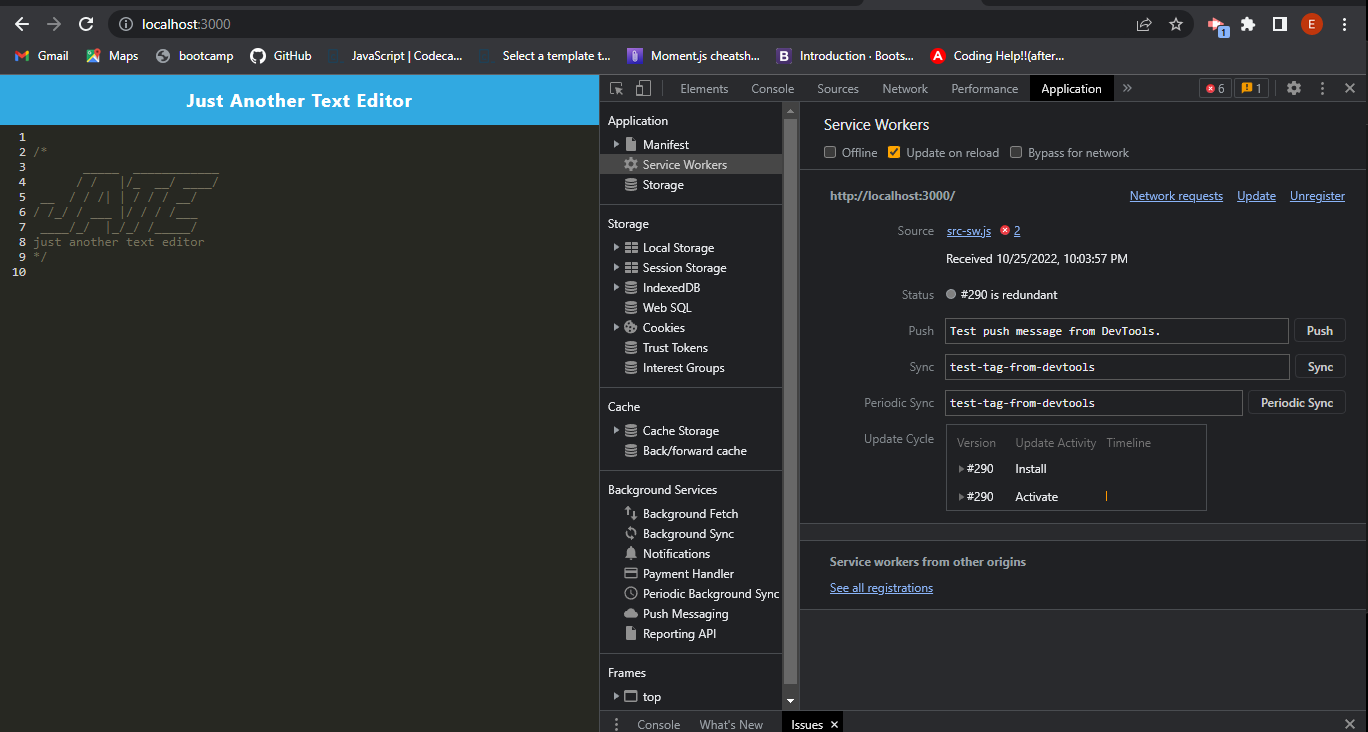 localhost:3000
E
1
Gmail
Maps
bootcamp
GitHub
JavaScript | Codeca...
Select a template t...
Moment.js cheatsh...
B Introduction · Boots...
A Coding Help!!(after...
Just Another Text Editor
1
2 /*
3      _____  ____________
4     / /   |/_  __/ ____/
5 __  / / /| | / / / / __/
6 / /_/ / ___ |/ / / /___
7 ____/_/  |_/_/ /_____/
8 just another text editor
9 */
10
Elements
Console
Sources
Network
Performance
Application
»
6
1
Application
Manifest
Service Workers
Storage
Storage
Local Storage
Session Storage
IndexedDB
Web SQL
Cookies
Trust Tokens
Interest Groups
Cache
Cache Storage
Back/forward cache
Background Services
Background Fetch
Background Sync
Notifications
Payment Handler
Periodic Background Sync
Push Messaging
Reporting API
Frames
top
Service Workers
Offline
Update on reload
Bypass for network
http://localhost:3000/
Network requests
Update
Unregister
Source src-sw.js 2
Received 10/25/2022, 10:03:57 PM
Status #290 is redundant
Push Test push message from DevTools. Push
Sync test-tag-from-devtools Sync
Periodic Sync test-tag-from-devtools Periodic Sync
Update Cycle
Version Update Activity Timeline
#290 Install
#290 Activate
Service workers from other origins
See all registrations
Console
What's New
Issues